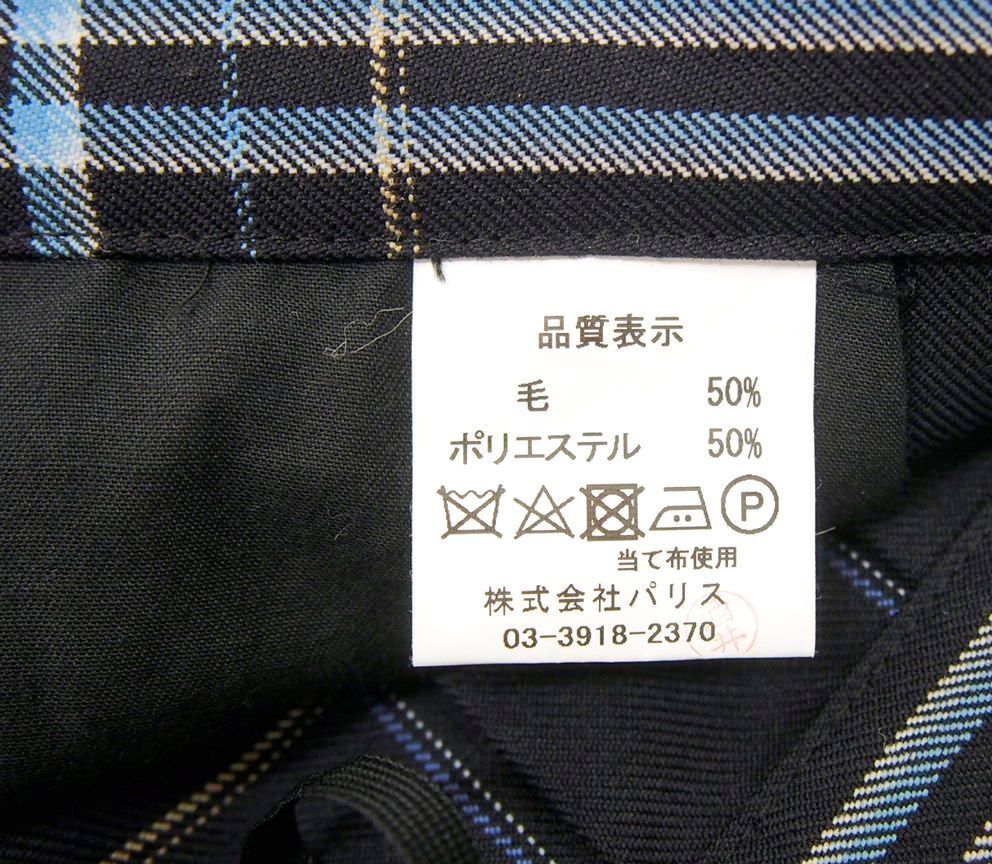 品質表示
毛 50%
ポリエステル 50%
P
当て布使用
株式会社パリス
03-3918-2370